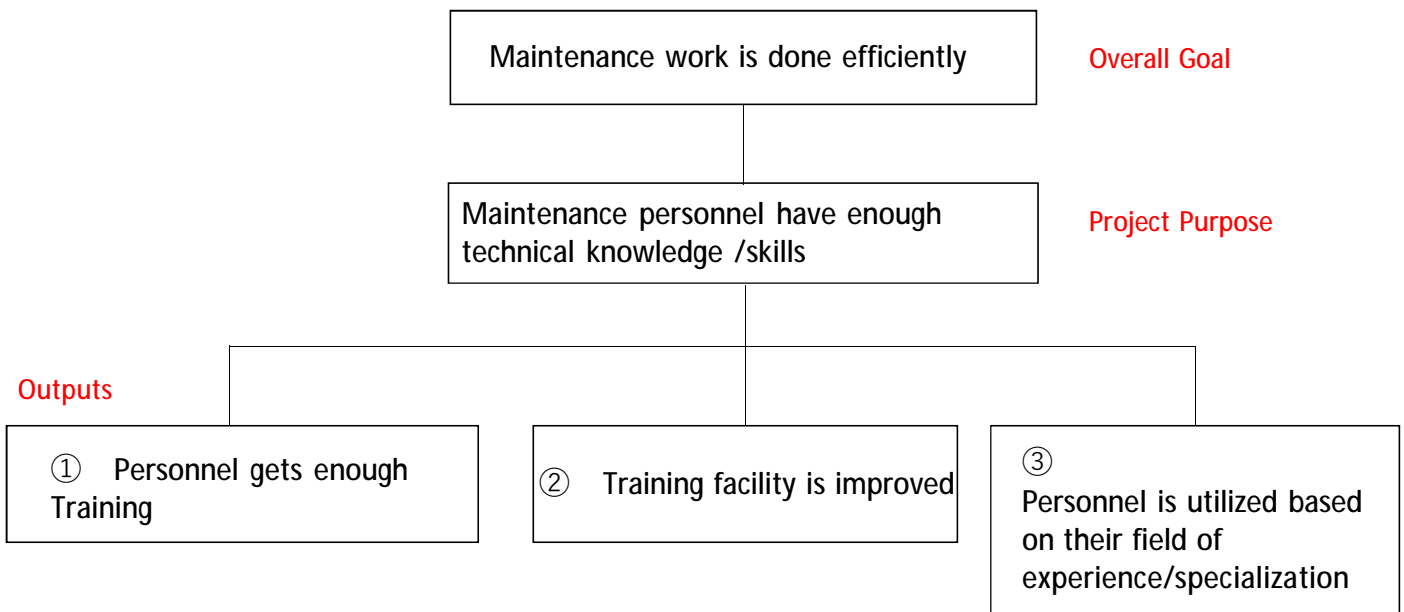 Maintenance work is done efficiently
Overall Goal
Maintenance personnel have enough
technical knowledge /skills
Project Purpose
Outputs
① Personnel gets enough
Training
② Training facility is improved
③
Personnel is utilized based
on their field of
experience/specialization